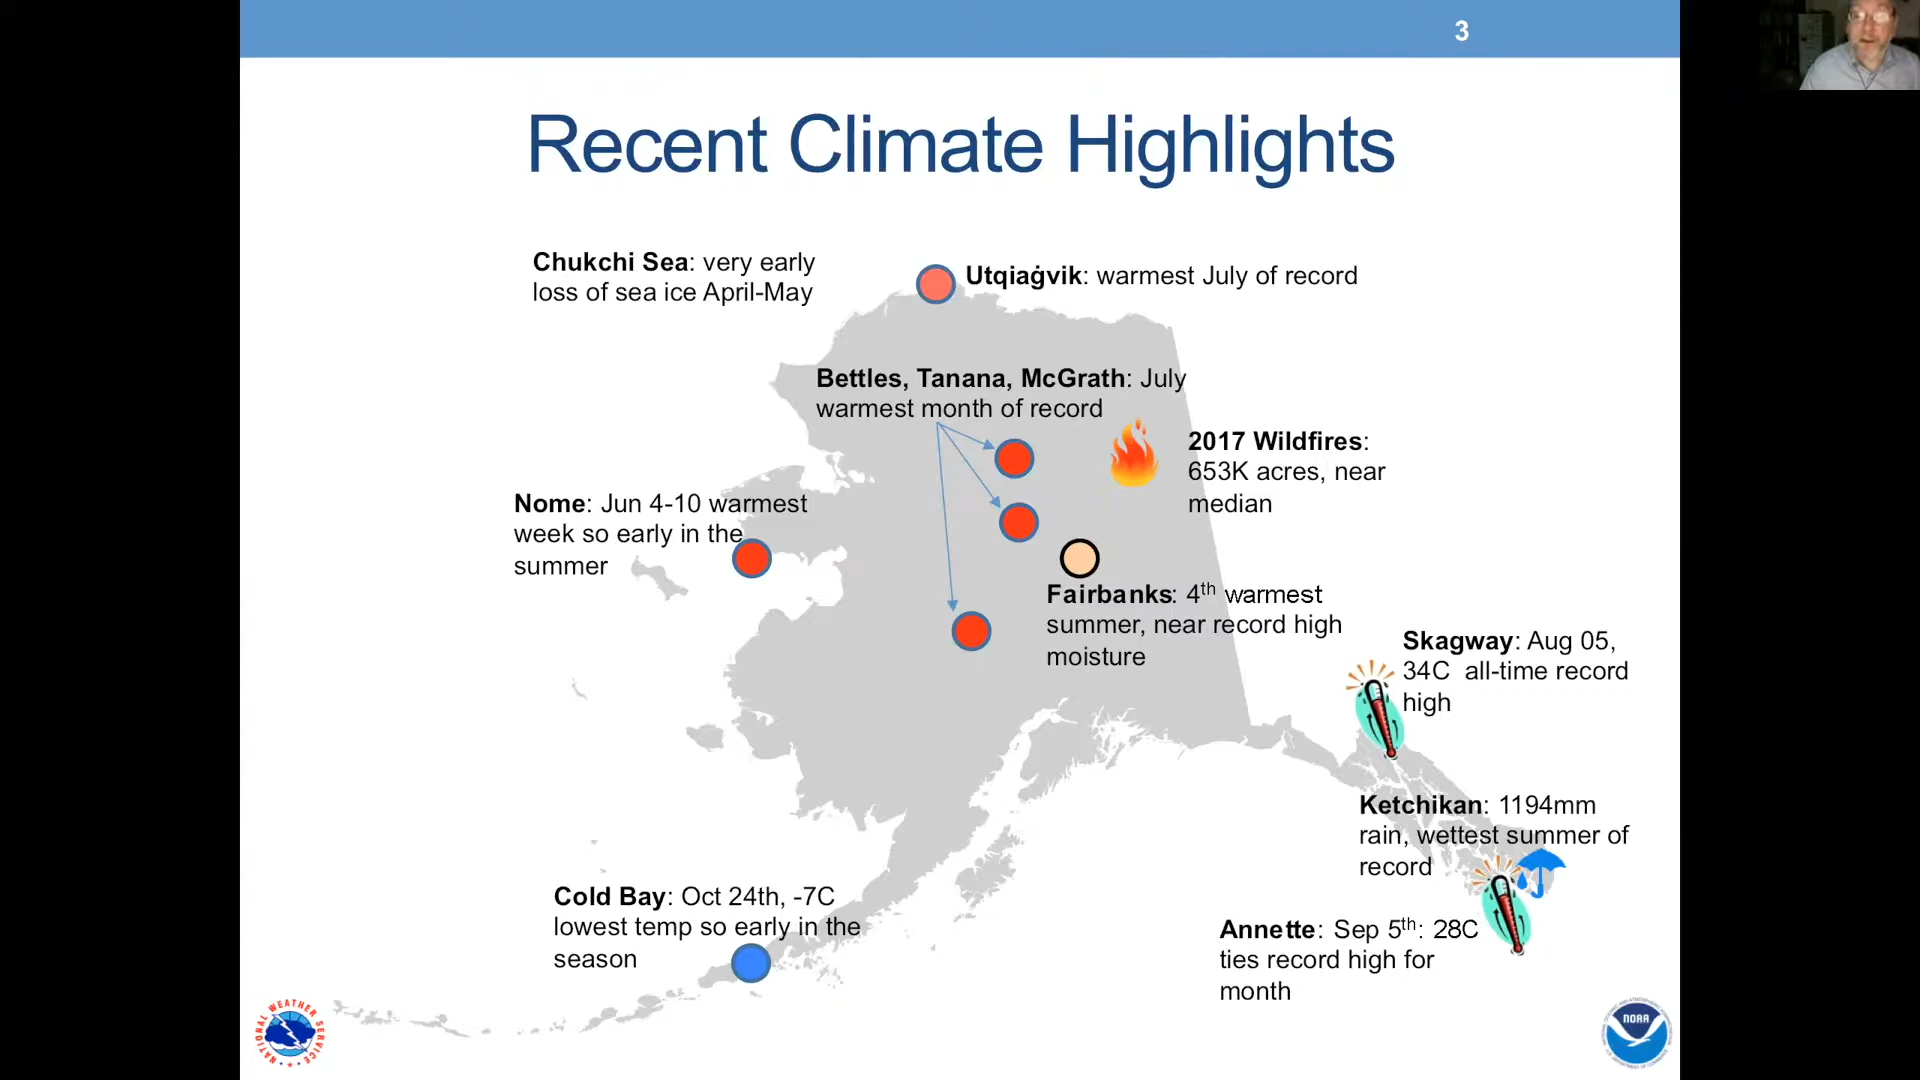 3
Recent Climate Highlights
Chukchi Sea: very early
loss of sea ice April-May
Utqiaġvik: warmest July of record
Bettles, Tanana, McGrath: July
warmest month of record
2017 Wildfires:
653K acres, near
median
Nome: Jun 4-10 warmest
week so early in the
summer
Fairbanks: 4th warmest
summer, near record high
moisture
Skagway: Aug 05,
34C all-time record
high
Ketchikan: 1194mm
rain, wettest summer of
record
Cold Bay: Oct 24th, -7C
lowest temp so early in the
season
Annette: Sep 5th: 28C
ties record high for
month
NATIONAL WEATHER SERVICE
NOAA